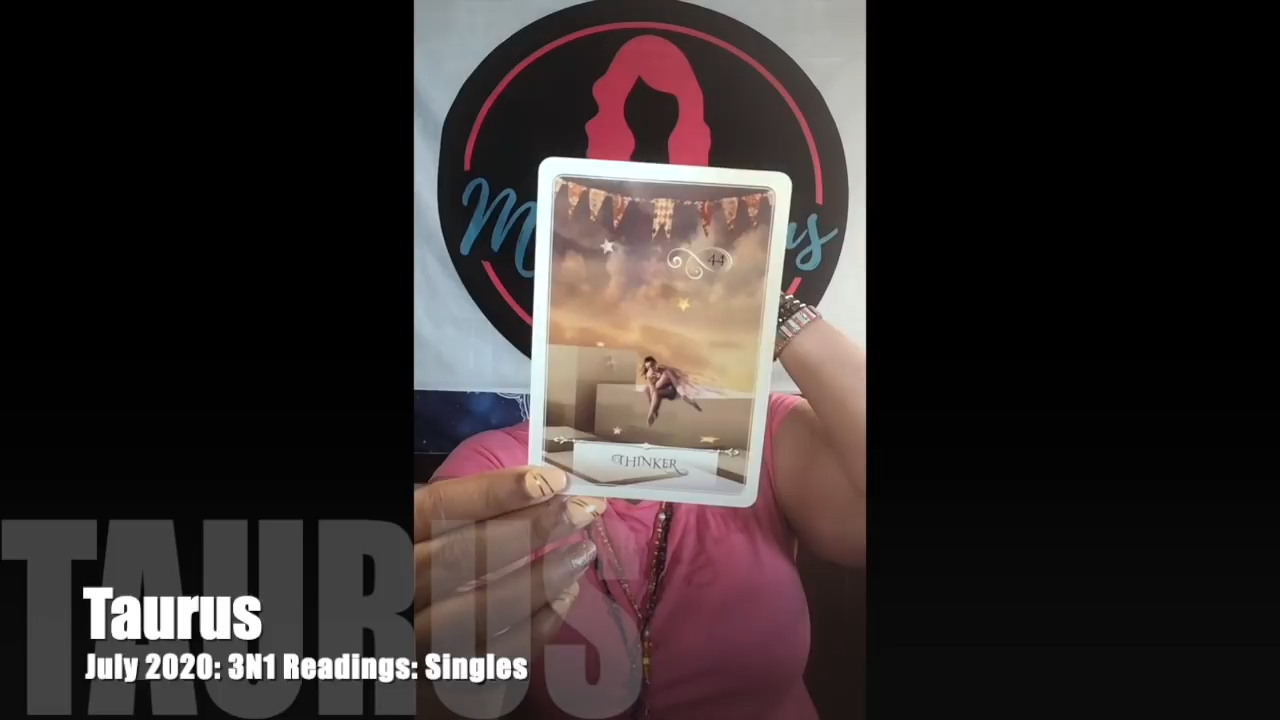 44
THINKER
TAURUS
Taurus
July 2020: 3N1 Readings: Singles